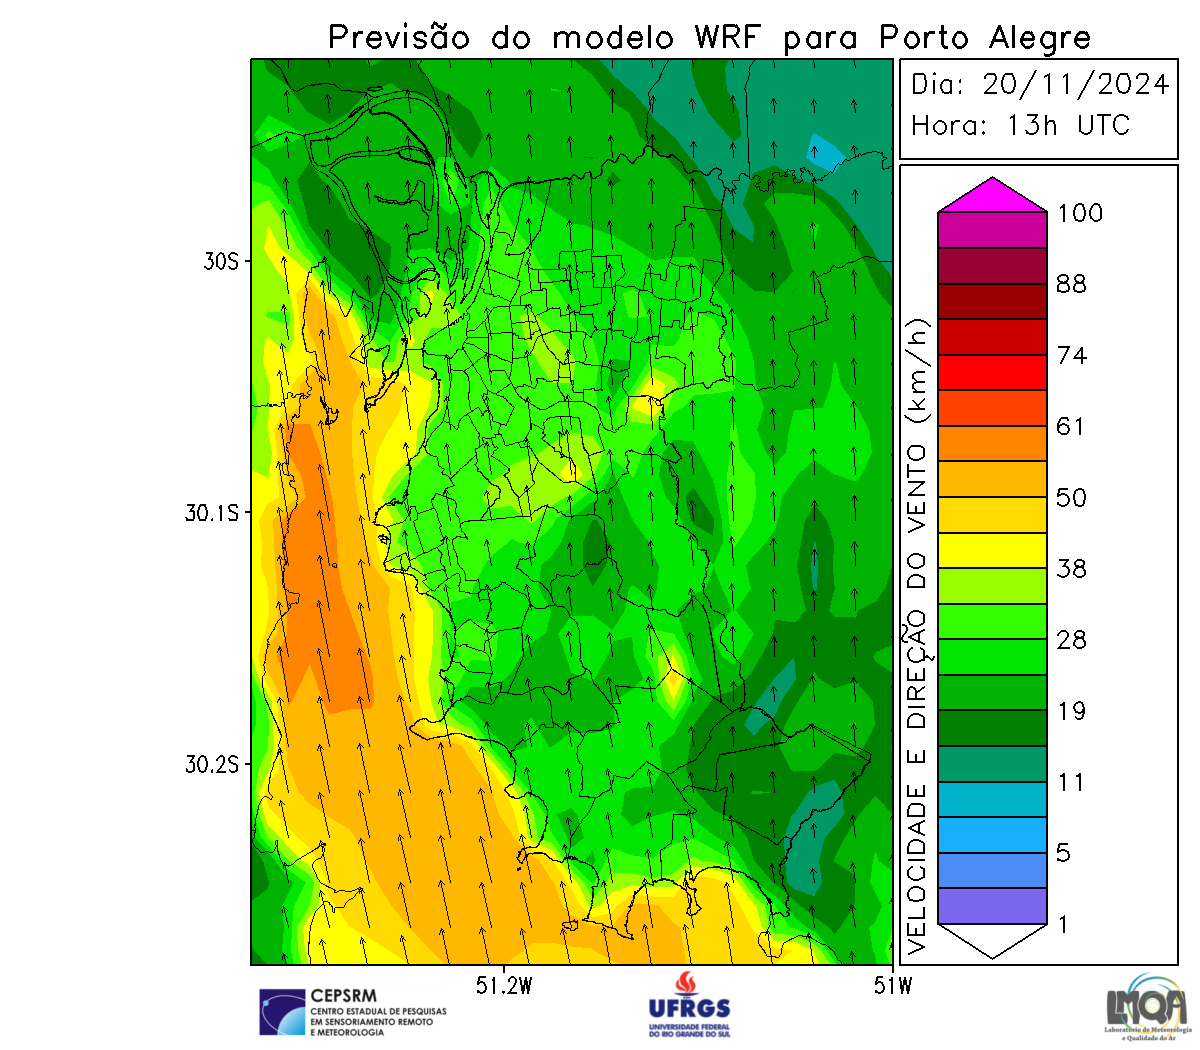 Previsão do modelo WRF para Porto Alegre
Dia: 20/11/2024
Hora: 13h UTC
30S
30.1S
30.2S
51.2W
51W
VELOCIDADE E DIREÇÃO DO VENTO (km/h)
100
88
74
61
50
38
28
19
11
5
1
CEPSRM
CENTRO ESTADUAL DE PESQUISAS
EM SENSORIAMENTO REMOTO
E METEOROLOGIA
UFRGS
UNIVERSIDADE FEDERAL
DO RIO GRANDE DO SUL
LMQA
Laboratório de Meteorologia
e Qualidade do Ar